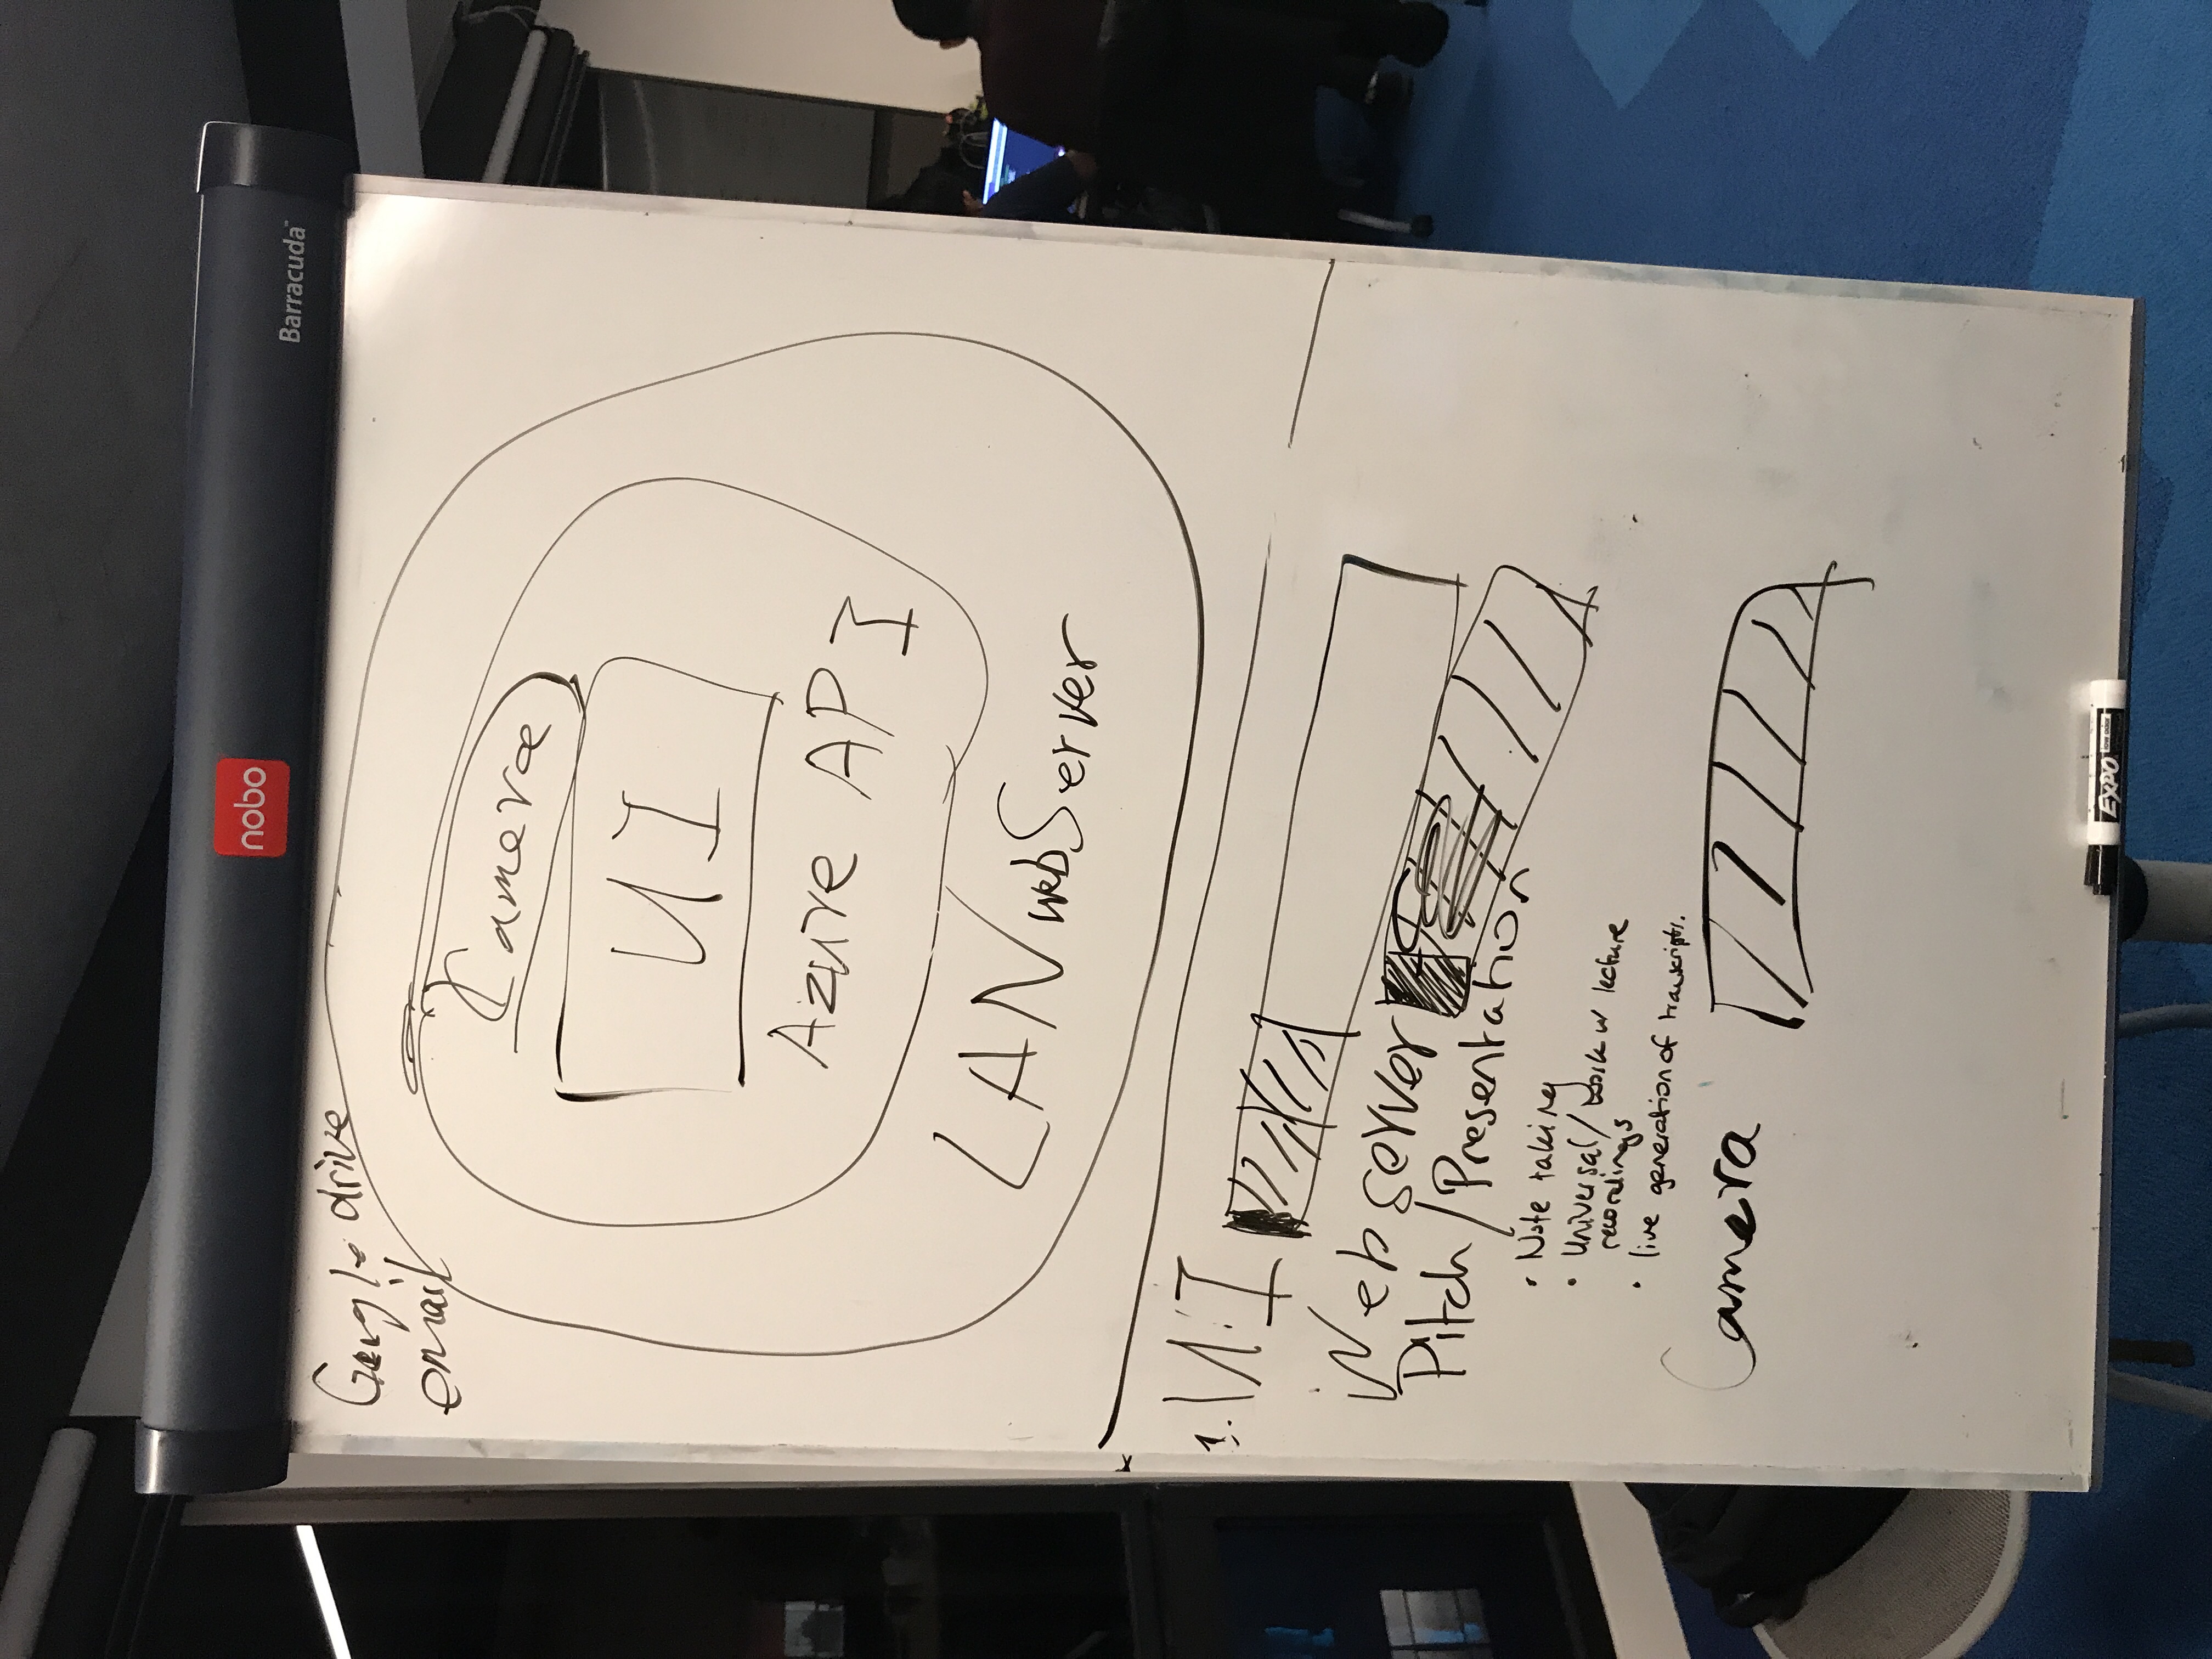 nobo
Barracuda™
Google drive
email
Camera
UI
Azure API
LAN webServer
1. UI
Webserver
Pitch/Presentation
• Note taking
• Universal/ work w lecture
recordings
• live generation of transcripts.
Camera
EXPO low odor